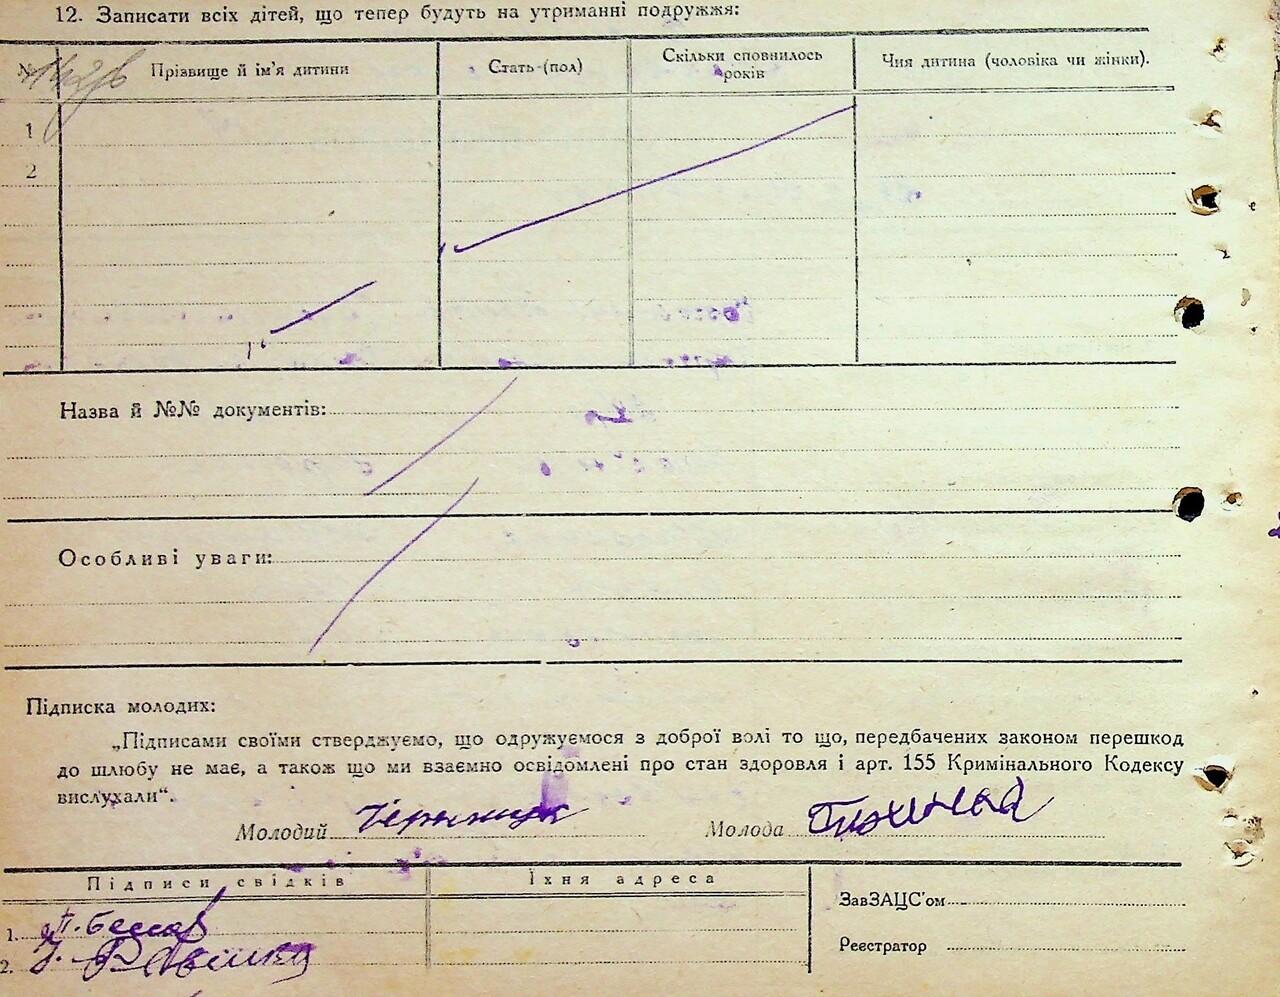 12. Записати всіх дітей, що тепер будуть на утриманні подружжя:
№ Прізвище й ім'я дитини Стать (пол) Скільки сповнилось років Чия дитина (чоловіка чи жінки).
1
2
Назва й №№ документів:
Особливі уваги:
Підписка молодих:
„Підписами своїми стверджуємо, що одружуємося з доброї волі то що, передбачених законом перешкод
до шлюбу не має, а також що ми взаємно освідомлені про стан здоровля і арт. 155 Кримінального Кодексу
вислухали“.
Молодий Молода
Підписи свідків Їхня адреса
ЗавЗАЦС'ом
1.
Реєстратор
2.